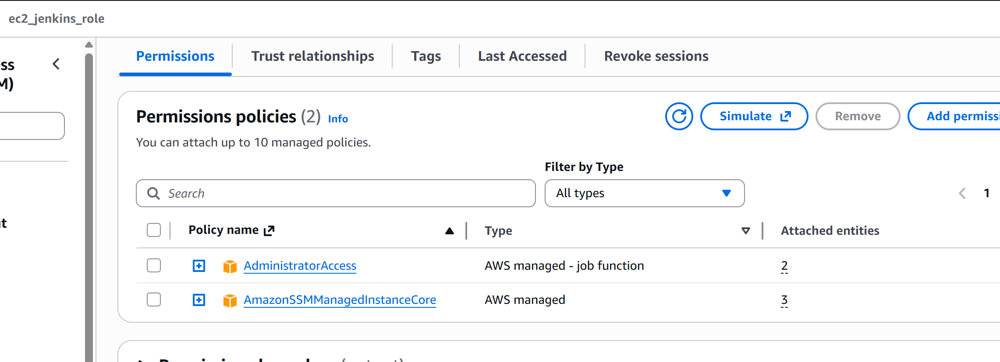 ec2_jenkins_role
ss
M)
Permissions
Trust relationships
Tags
Last Accessed
Revoke sessions
Permissions policies (2) Info
Simulate
Remove
Add permissi
You can attach up to 10 managed policies.
Filter by Type
Search
All types
1
Policy name
Type
Attached entities
t
AdministratorAccess
AWS managed - job function
2
AmazonSSMManagedInstanceCore
AWS managed
3